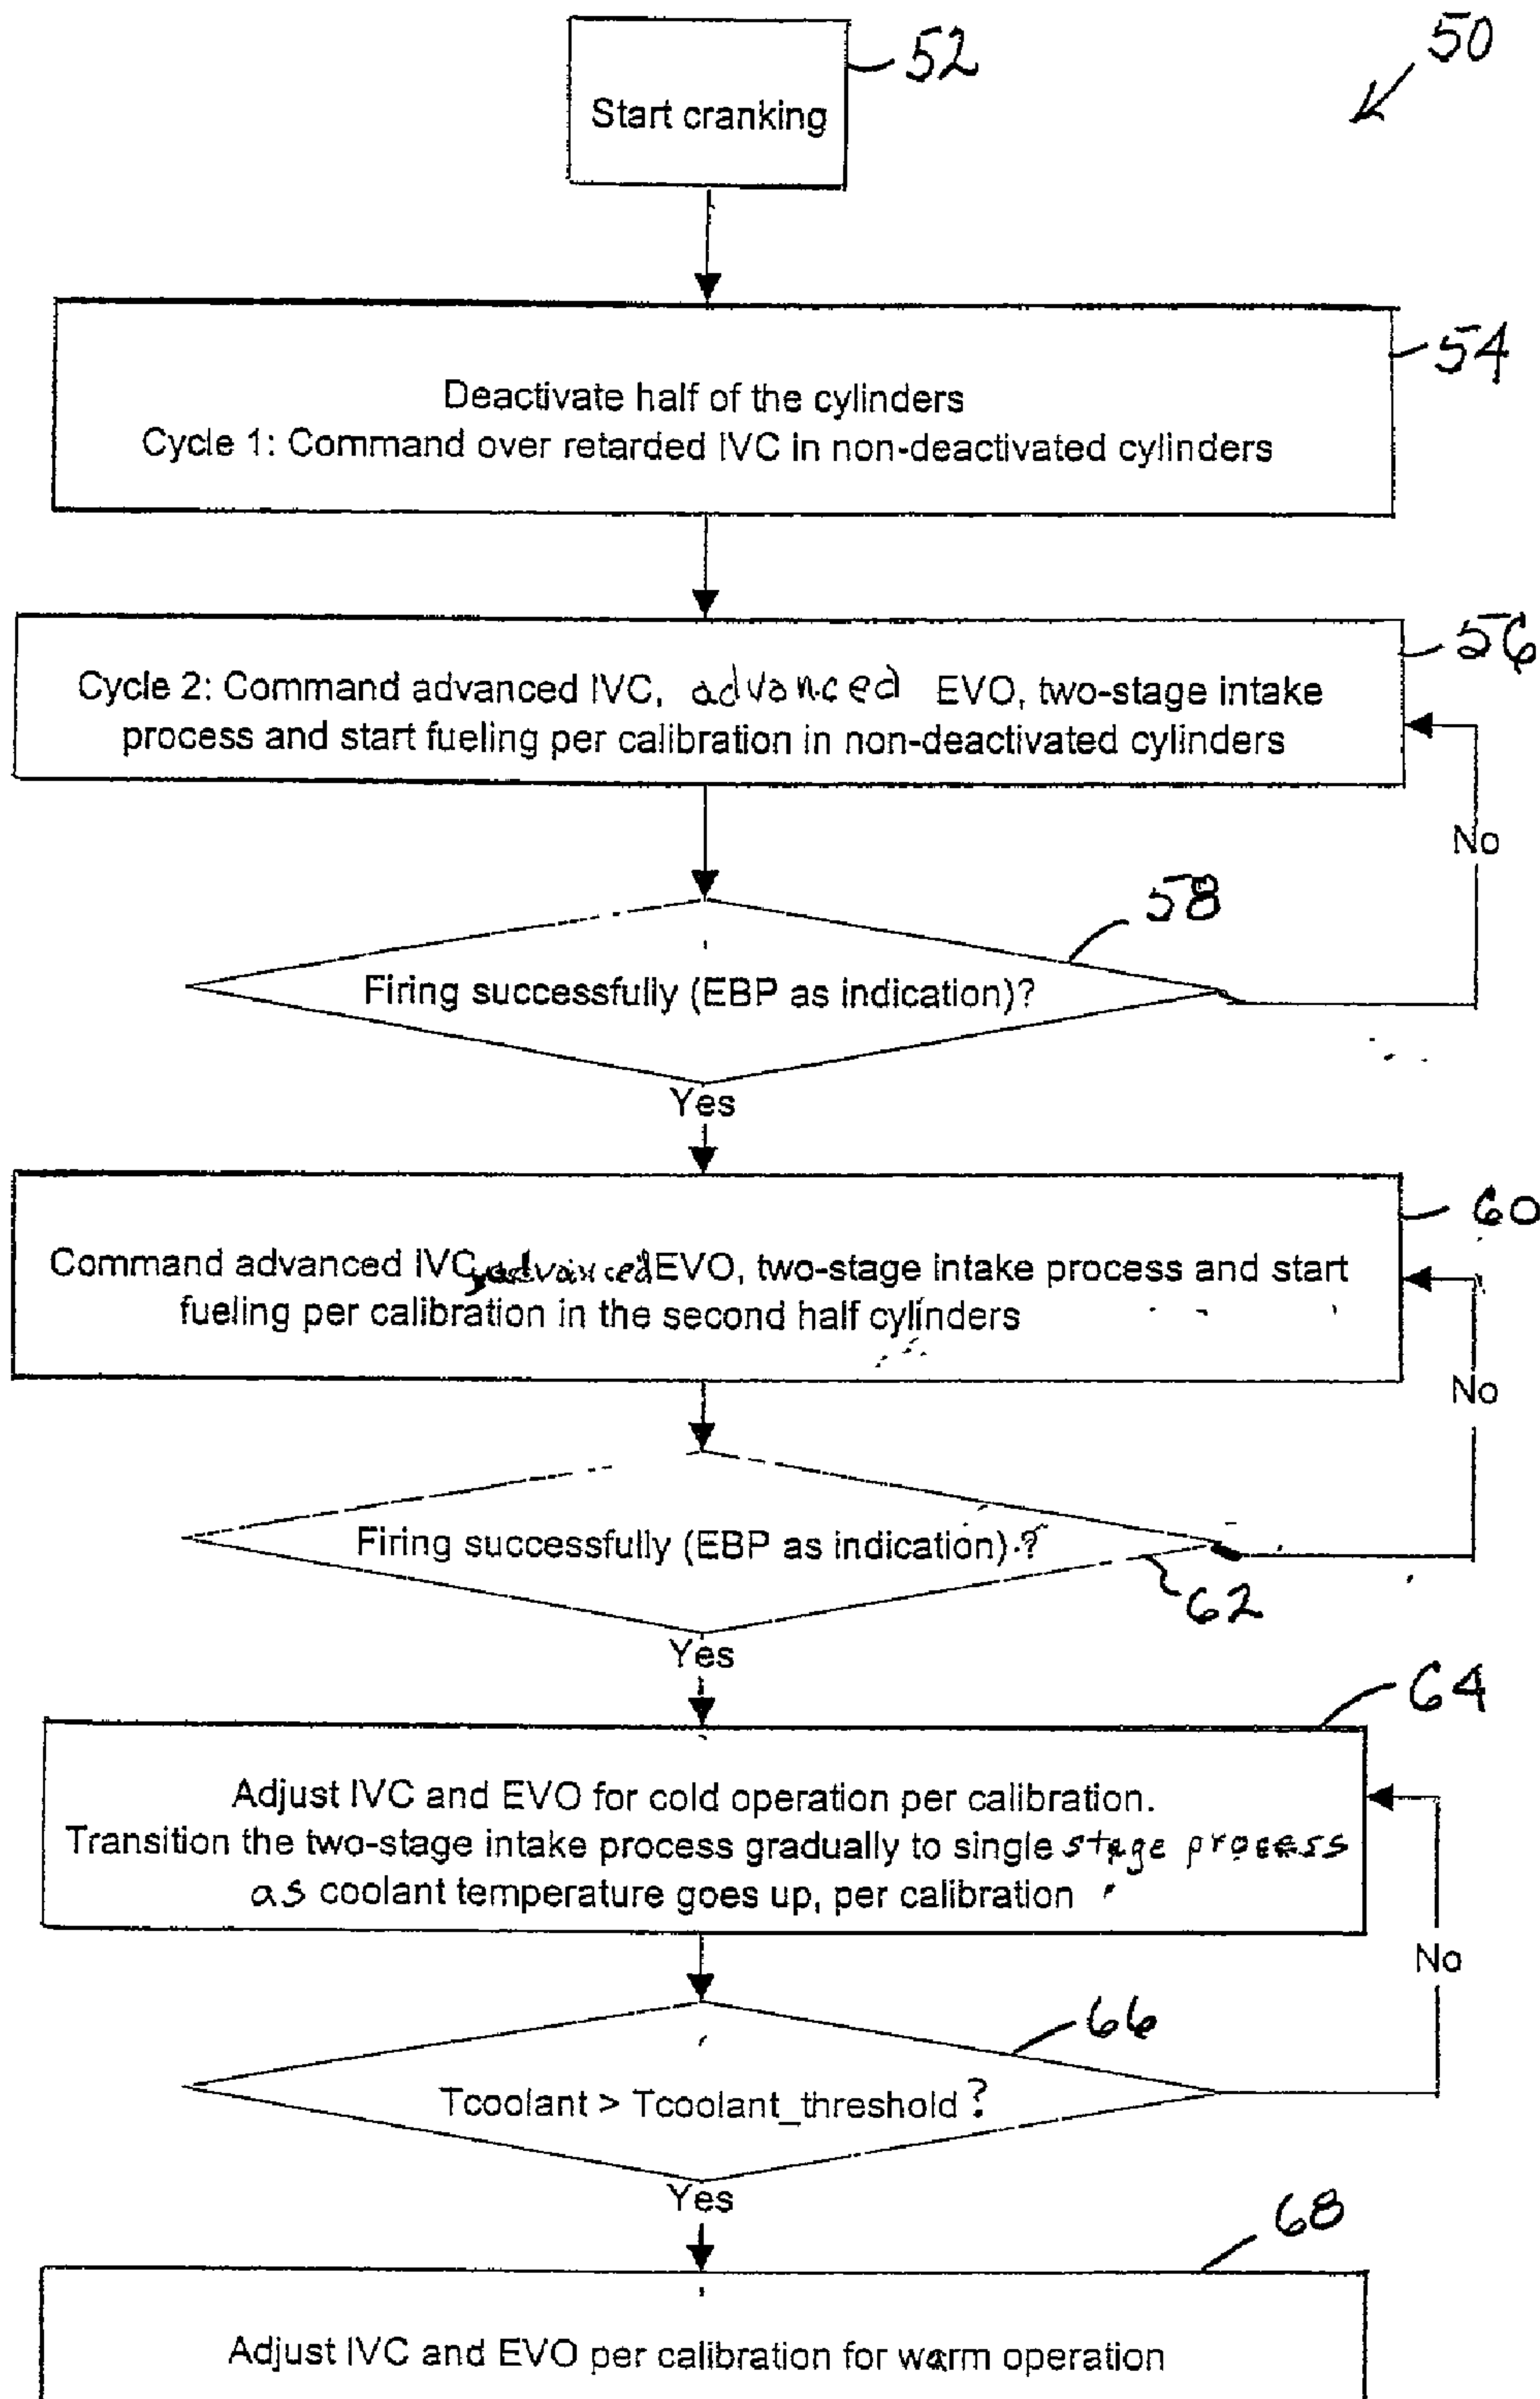 50
52
Start cranking
54
Deactivate half of the cylinders
Cycle 1: Command over retarded IVC in non-deactivated cylinders
56
Cycle 2: Command advanced IVC, advanced EVO, two-stage intake
process and start fueling per calibration in non-deactivated cylinders
No
58
Firing successfully (EBP as indication)?
Yes
60
Command advanced IVC, advanced EVO, two-stage intake process and start
fueling per calibration in the second half cylinders
No
Firing successfully (EBP as indication) ?
62
Yes
64
Adjust IVC and EVO for cold operation per calibration.
Transition the two-stage intake process gradually to single stage process
as coolant temperature goes up, per calibration
No
66
Tcoolant > Tcoolant_threshold ?
Yes
68
Adjust IVC and EVO per calibration for warm operation